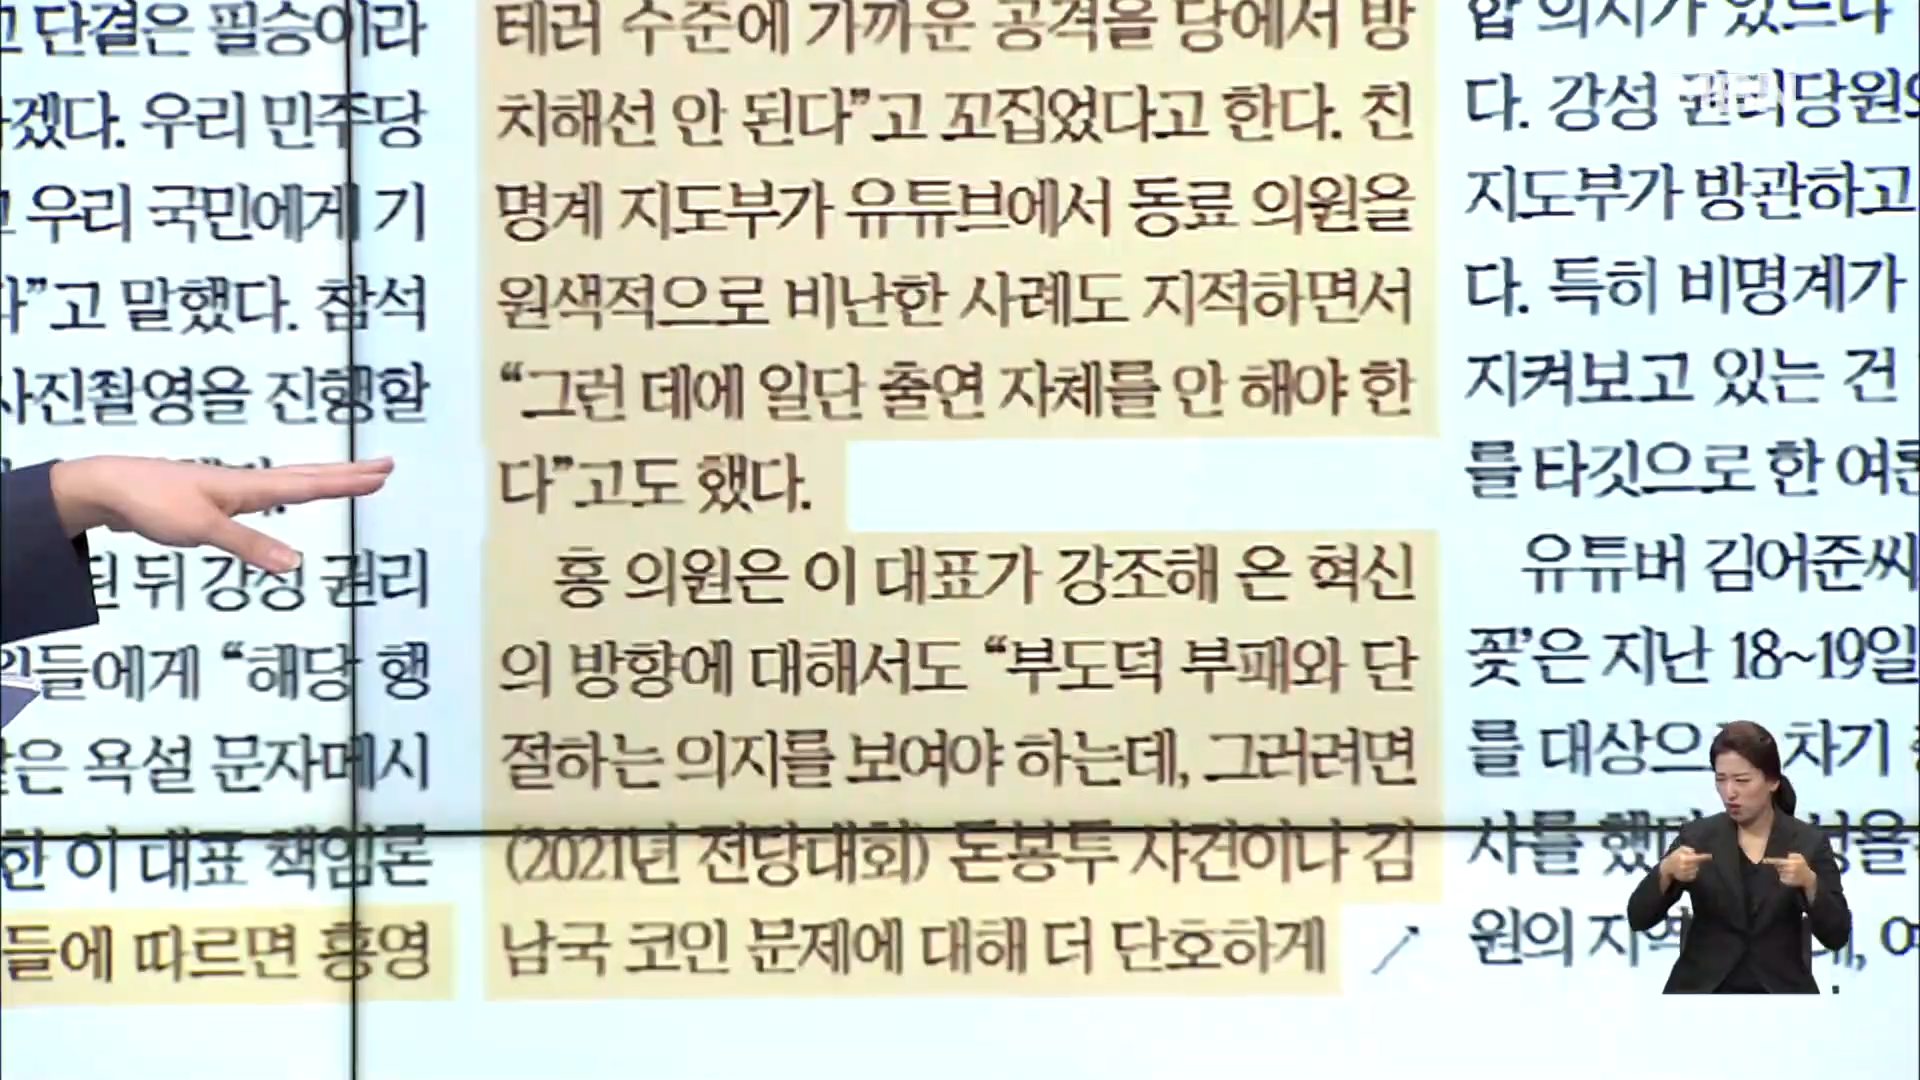 고 단결은 필승이라
겠다. 우리 민주당
고 우리 국민에게 기
다”고 말했다. 참석
사진촬영을 진행할
된 뒤 강성 권리
원들에게 “해당 행
같은 욕설 문자메시
한 이 대표 책임론
들에 따르면 홍영
테러 수준에 가까운 공격을 당에서 방
치해선 안 된다”고 꼬집었다고 한다. 친
명계 지도부가 유튜브에서 동료 의원을
원색적으로 비난한 사례도 지적하면서
“그런 데에 일단 출연 자체를 안 해야 한
다”고도 했다.
홍 의원은 이 대표가 강조해 온 혁신
의 방향에 대해서도 “부도덕 부패와 단
절하는 의지를 보여야 하는데, 그러려면
(2021년 전당대회) 돈봉투 사건이나 김
남국 코인 문제에 대해 더 단호하게
합 의지가 있느냐
다. 강성 권리당원
지도부가 방관하고
다. 특히 비명계가
지켜보고 있는 건
를 타깃으로 한 여론
유튜버 김어준씨
꽃’은 지난 18~19일
를 대상으로 차기
사를 했
원의 지역